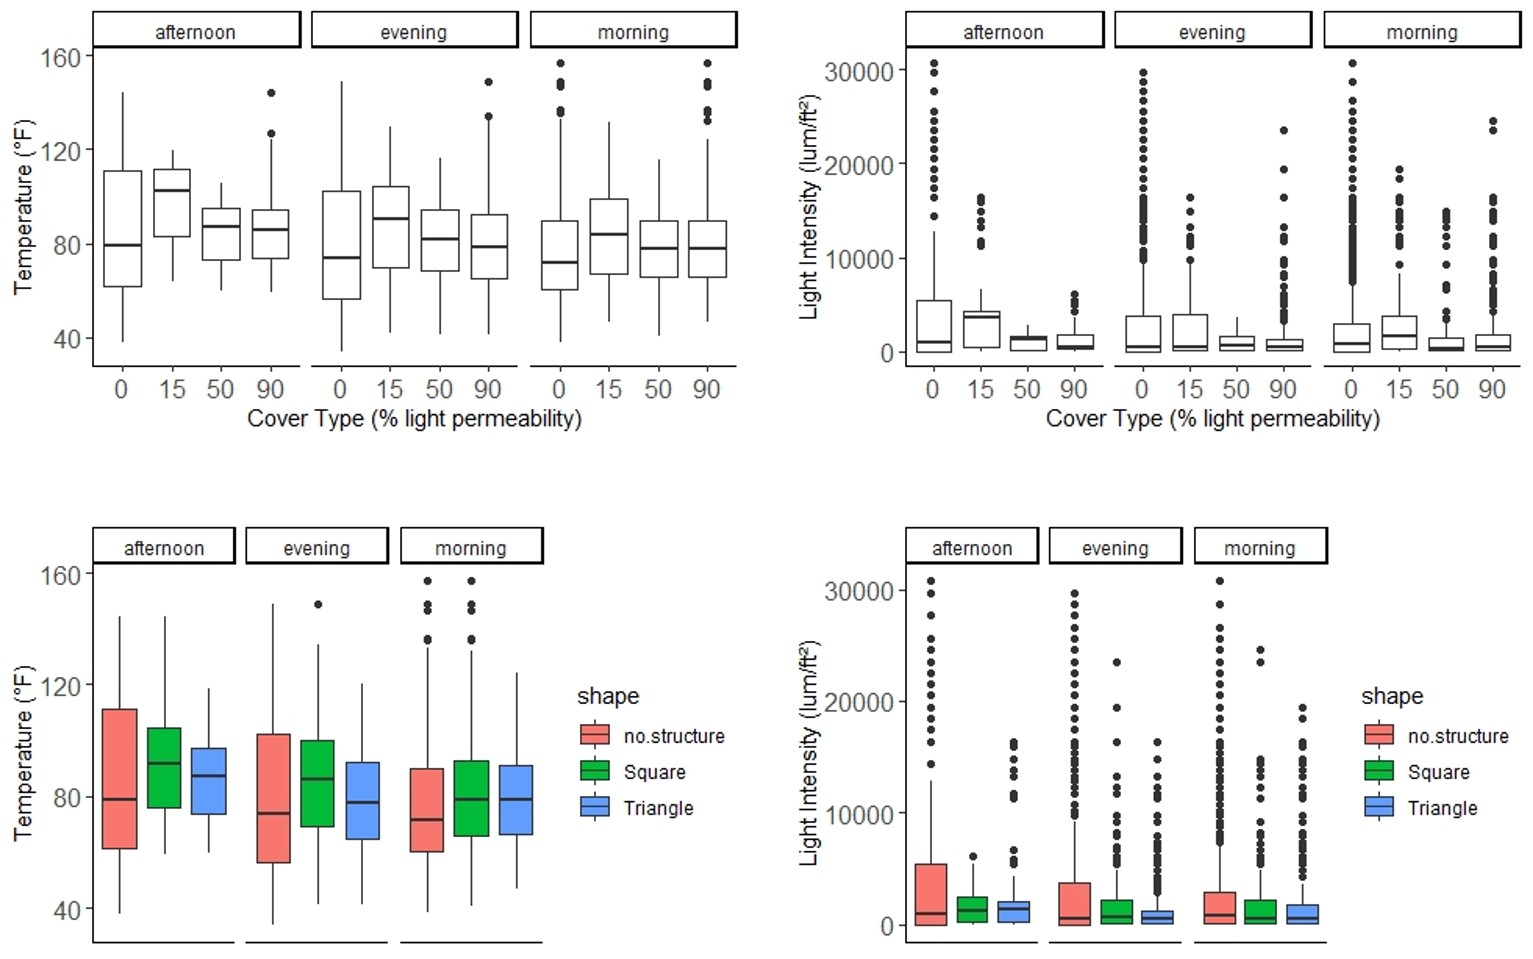 afternoon evening morning
Temperature (°F)
160
120
80
40
0 15 50 90 0 15 50 90 0 15 50 90
Cover Type (% light permeability)
afternoon evening morning
Light Intensity (lum/ft²)
30000
20000
10000
0
0 15 50 90 0 15 50 90 0 15 50 90
Cover Type (% light permeability)
afternoon evening morning
Temperature (°F)
160
120
80
40
shape
no.structure
Square
Triangle
afternoon evening morning
Light Intensity (lum/ft²)
30000
20000
10000
0
shape
no.structure
Square
Triangle